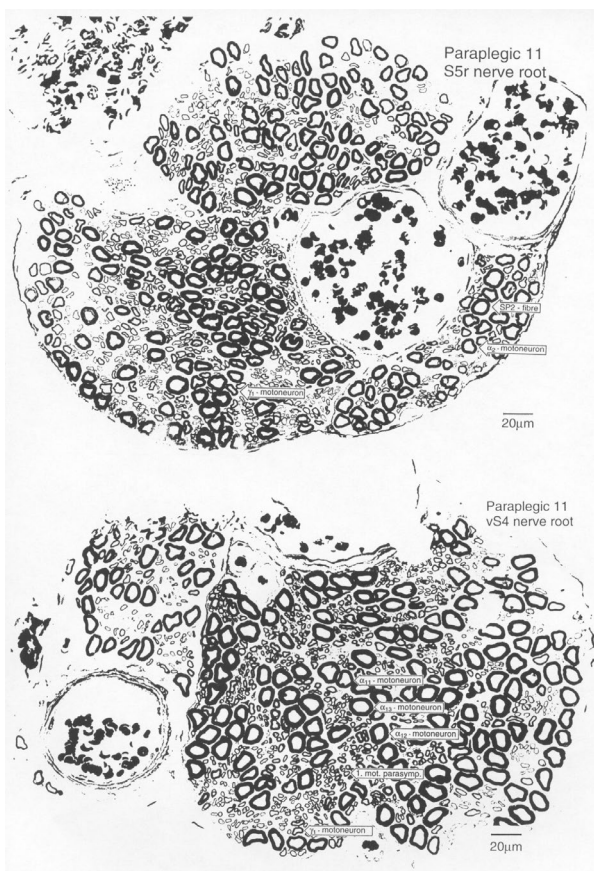 Paraplegic 11
S5r nerve root
SP2 - fibre
α₂ - motoneuron
γ₁ - motoneuron
20μm
Paraplegic 11
vS4 nerve root
α₁₁ - motoneuron
α₁₃ - motoneuron
α₁₂ - motoneuron
1. mot. parasymp.
γ₁ - motoneuron
20μm